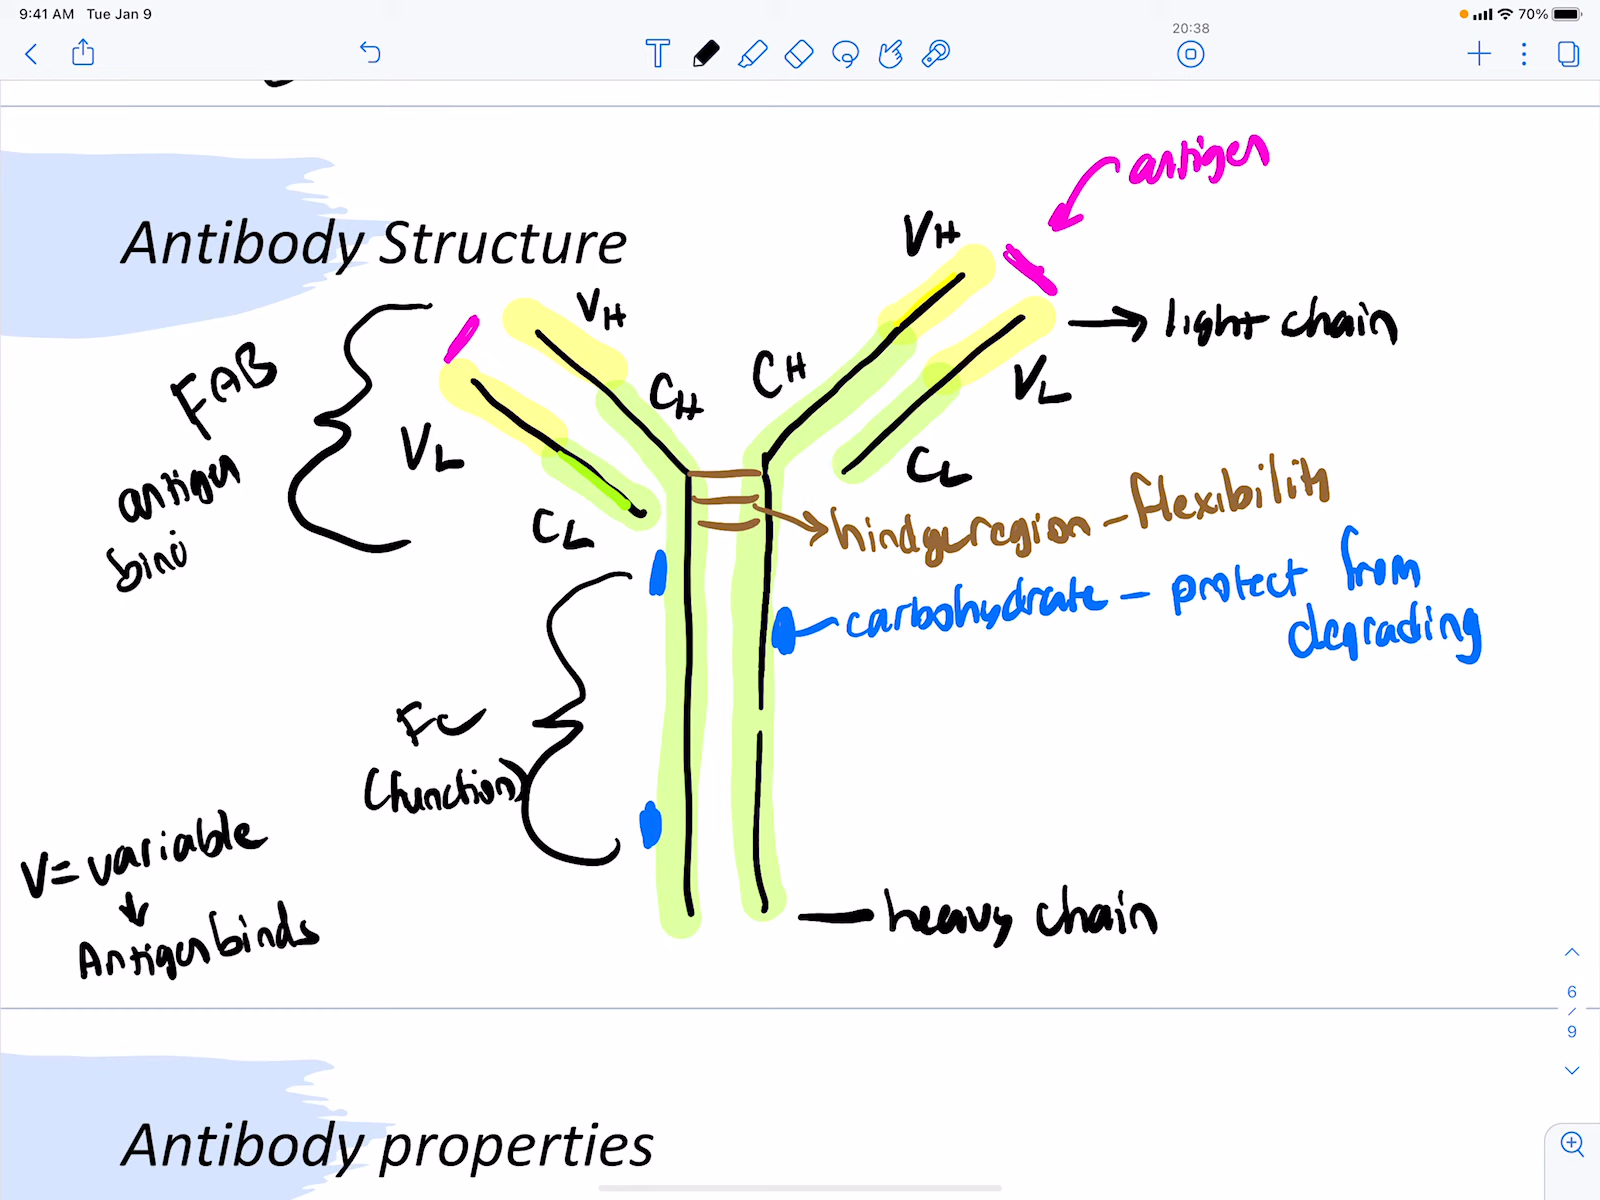 9:41 AM Tue Jan 9
20:38
70%
antigen
Antibody Structure
VH
VH
light chain
FAB
CH
CH
VL
VL
CL
antigen
bind
CL
hindgeregion - flexibility
carbohydrate - protect from
degrading
Fc
(function)
V= variable
Antigen binds
heavy chain
6
/
9
Antibody properties